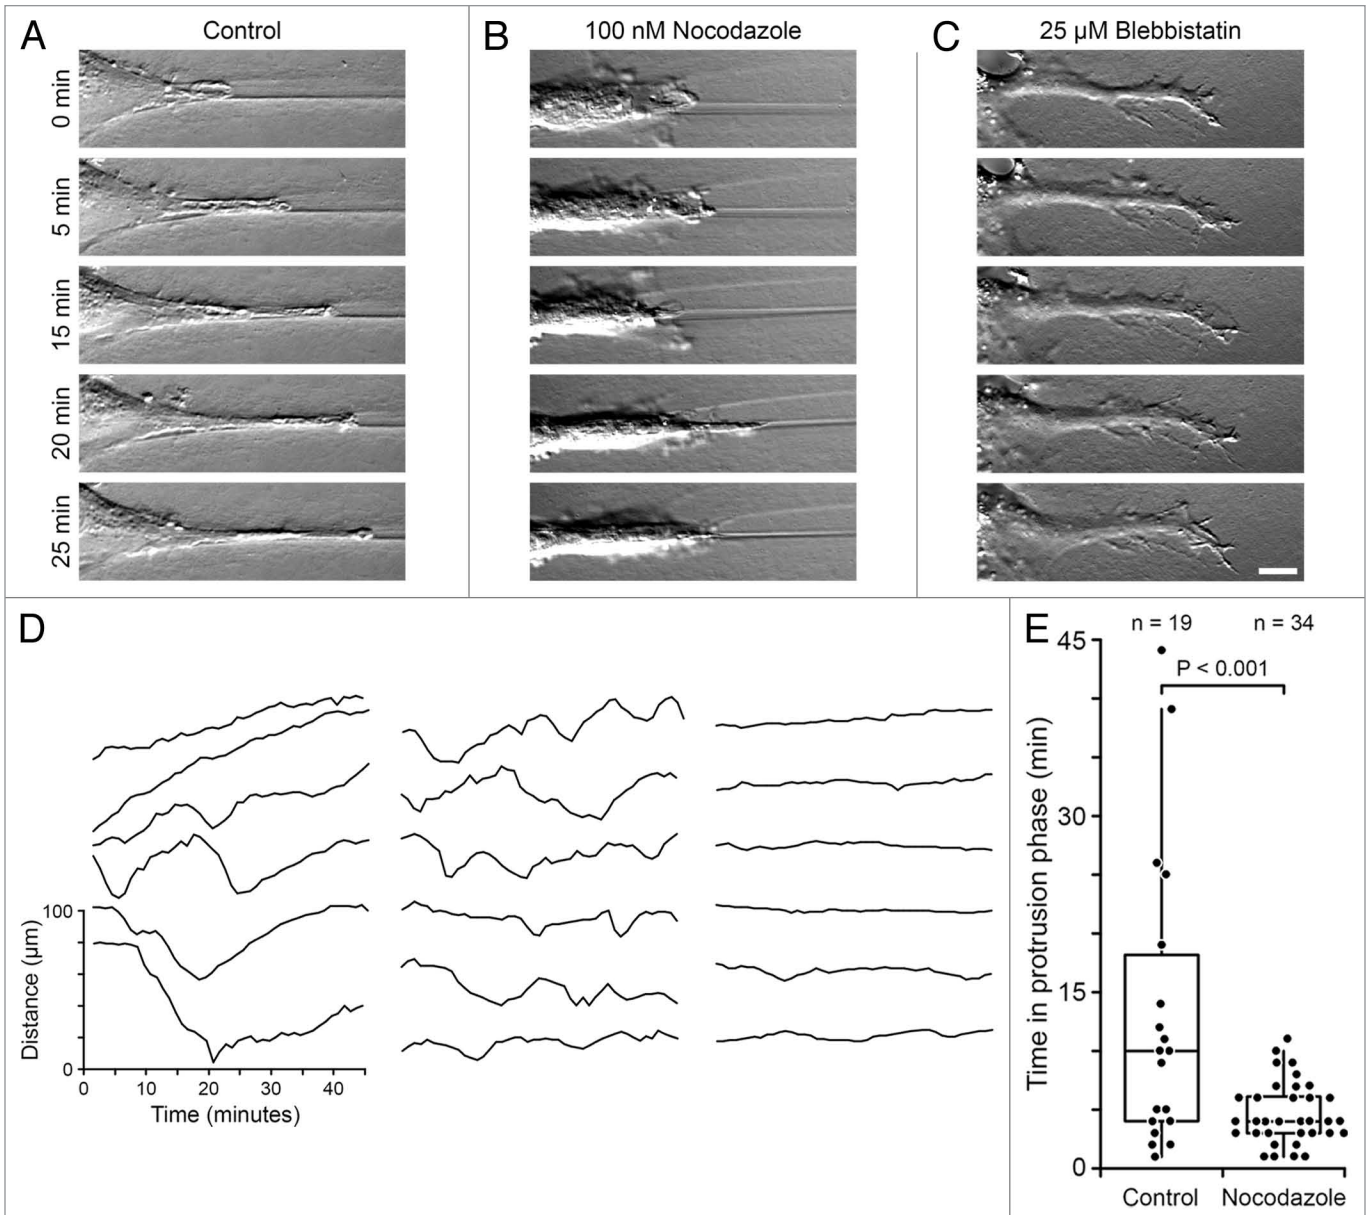 A
Control
0 min
5 min
15 min
20 min
25 min
B
100 nM Nocodazole
C
25 µM Blebbistatin
D
Distance (µm)
100
0
0 10 20 30 40
Time (minutes)
E
n = 19 n = 34
P < 0.001
Time in protrusion phase (min)
45
30
15
0
Control Nocodazole